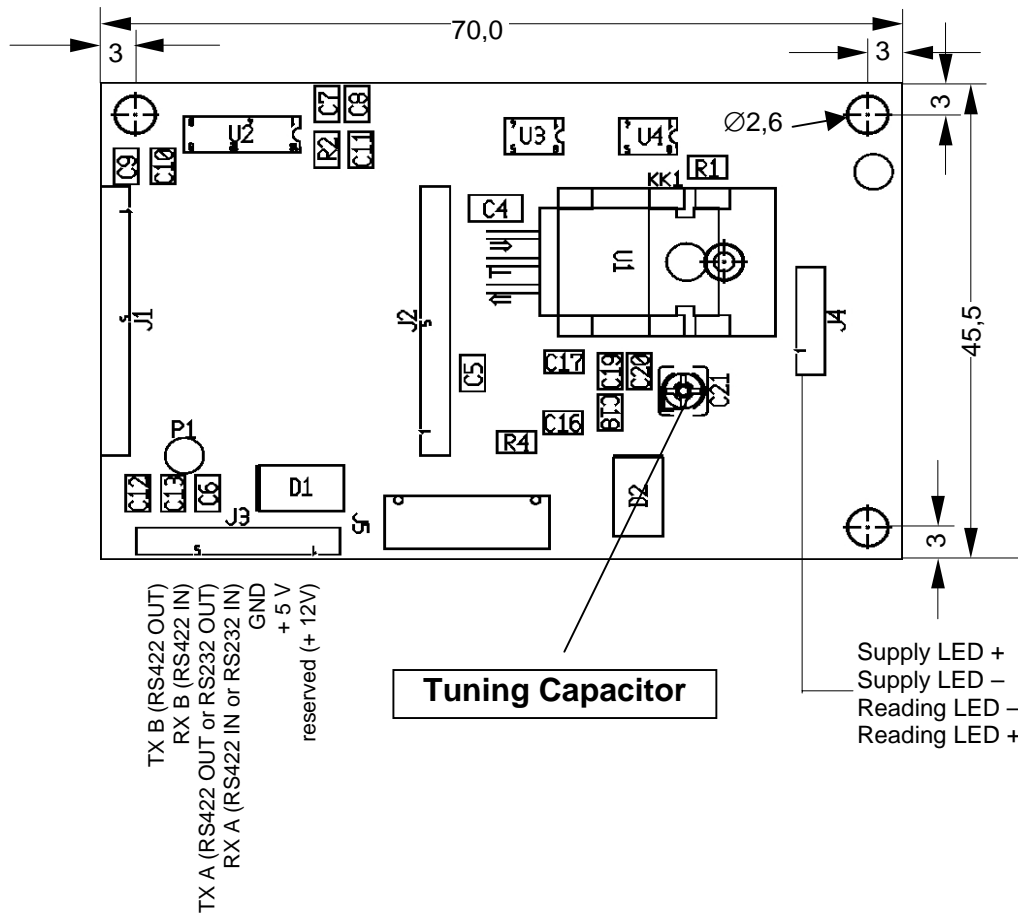 70,0
3
3
3
C7
C8
U2
U3
U4
Ø2,6
R2
C11
C9
C10
R1
KK1
C4
U1
J1
J2
J4
45,5
C5
C17
C19
C20
C21
C18
C16
R4
P1
D1
D2
C12
C13
C6
J3
J5
3
TX B (RS422 OUT)
RX B (RS422 IN)
TX A (RS422 OUT or RS232 OUT)
RX A (RS422 IN or RS232 IN)
GND
+ 5 V
reserved (+ 12V)
Tuning Capacitor
Supply LED +
Supply LED –
Reading LED –
Reading LED +